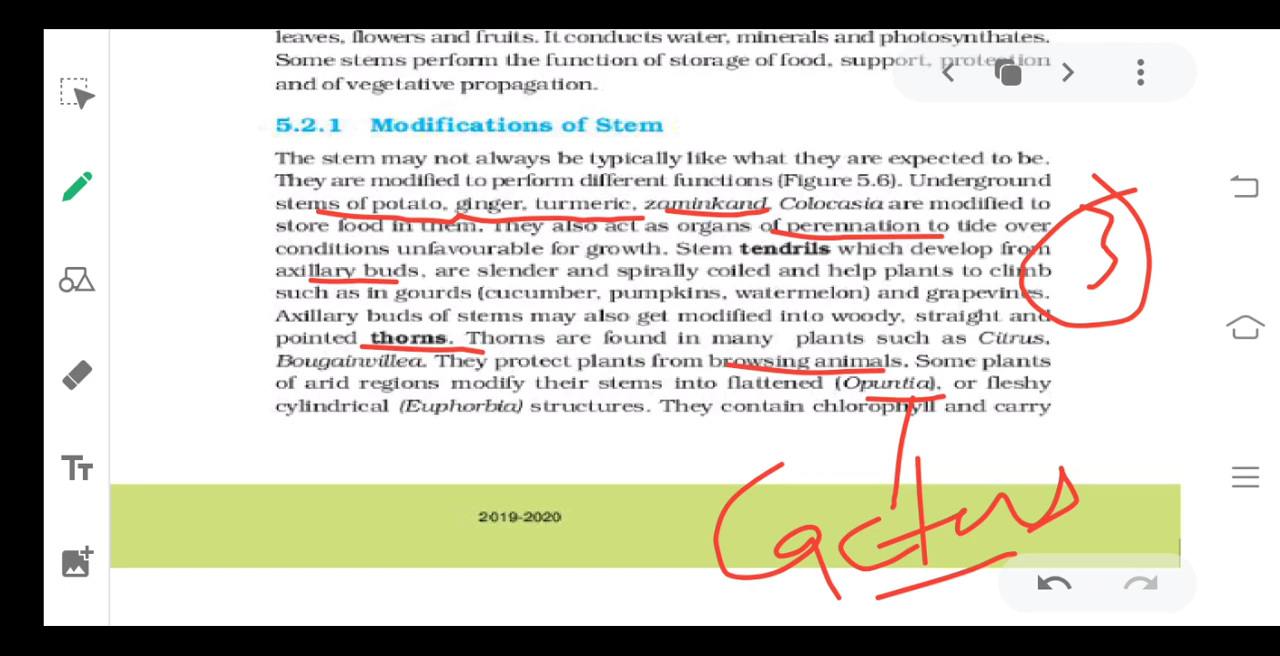 leaves, flowers and fruits. It conducts water, minerals and photosynthates.
Some stems perform the function of storage of food, support, protection
and of vegetative propagation.
5.2.1 Modifications of Stem
The stem may not always be typically like what they are expected to be.
They are modified to perform different functions (Figure 5.6). Underground
stems of potato, ginger, turmeric, zaminkand, Colocasia are modified to
store food in them. They also act as organs of perennation to tide over
conditions unfavourable for growth. Stem tendrils which develop from
axillary buds, are slender and spirally coiled and help plants to climb
such as in gourds (cucumber, pumpkins, watermelon) and grapevines.
Axillary buds of stems may also get modified into woody, straight and
pointed thorns. Thorns are found in many plants such as Citrus,
Bougainvillea. They protect plants from browsing animals. Some plants
of arid regions modify their stems into flattened (Opuntia), or fleshy
cylindrical (Euphorbia) structures. They contain chlorophyll and carry
3
2019-2020
Cactus
Tт